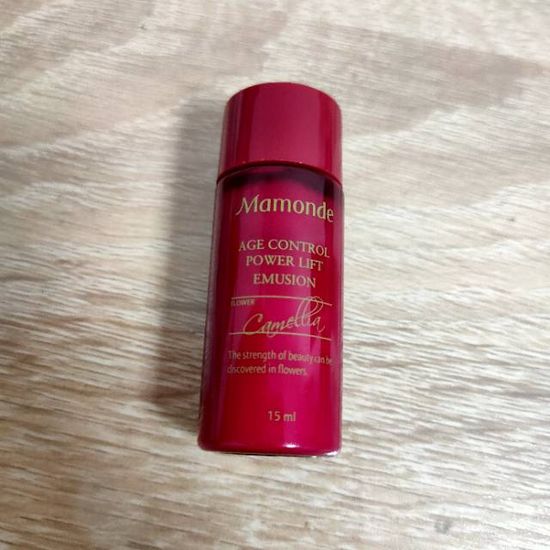 Mamonde
AGE CONTROL
POWER LIFT
EMUSION
FLOWER
Camellia
The strength of beauty can be
discovered in flowers.
15 ml